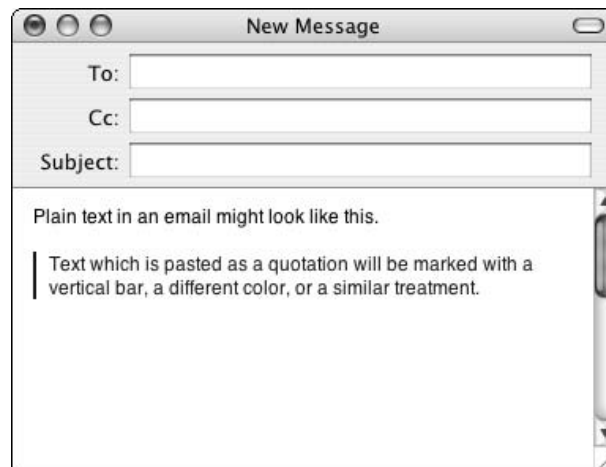 New Message
To:
Cc:
Subject:
Plain text in an email might look like this.
Text which is pasted as a quotation will be marked with a
vertical bar, a different color, or a similar treatment.